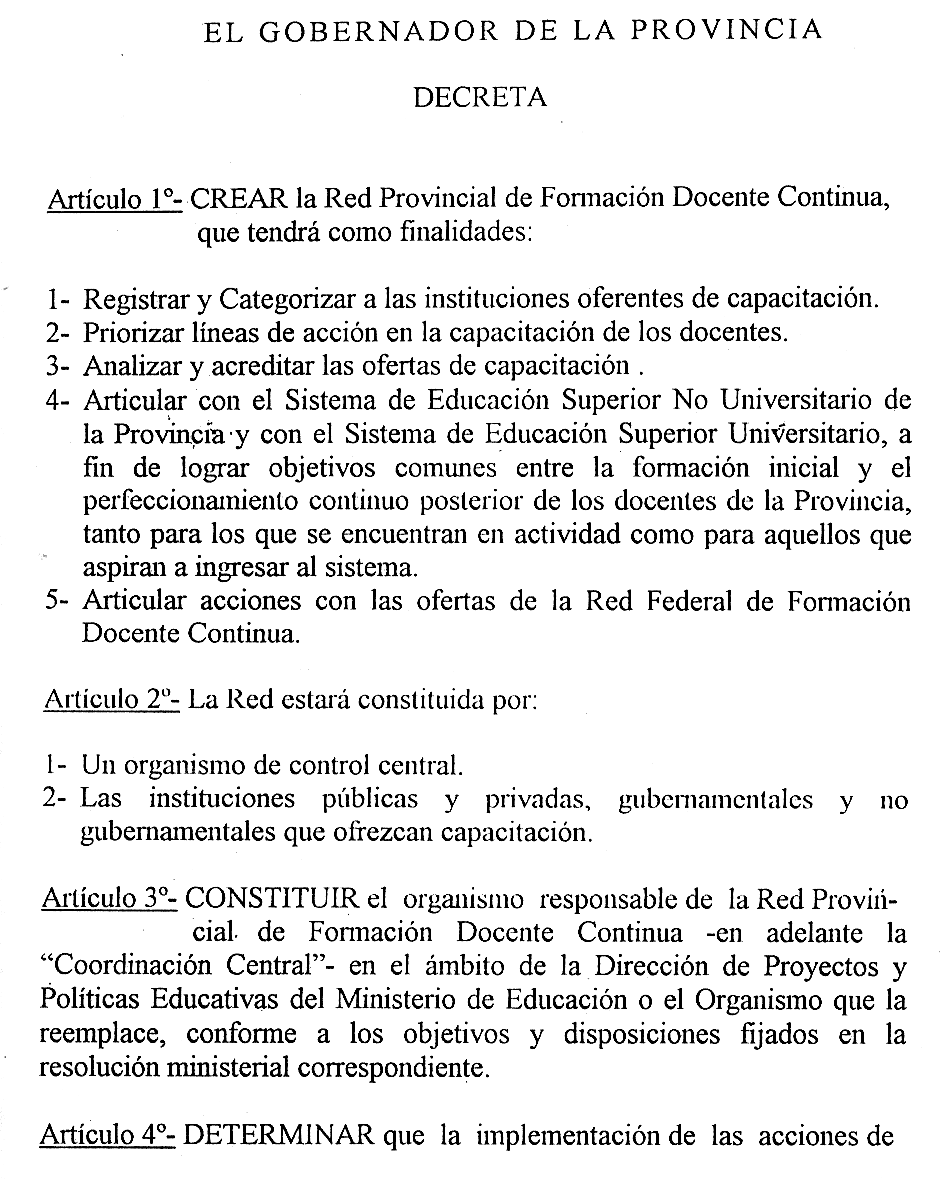 EL GOBERNADOR DE LA PROVINCIA
DECRETA
Artículo 1º- CREAR la Red Provincial de Formación Docente Continua,
que tendrá como finalidades:
1- Registrar y Categorizar a las instituciones oferentes de capacitación.
2- Priorizar líneas de acción en la capacitación de los docentes.
3- Analizar y acreditar las ofertas de capacitación .
4- Articular con el Sistema de Educación Superior No Universitario de
la Provincia y con el Sistema de Educación Superior Universitario, a
fin de lograr objetivos comunes entre la formación inicial y el
perfeccionamiento continuo posterior de los docentes de la Provincia,
tanto para los que se encuentran en actividad como para aquellos que
aspiran a ingresar al sistema.
5- Articular acciones con las ofertas de la Red Federal de Formación
Docente Continua.
Artículo 2º- La Red estará constituida por:
1- Un organismo de control central.
2- Las instituciones públicas y privadas, gubernamentales y no
gubernamentales que ofrezcan capacitación.
Artículo 3º- CONSTITUIR el organismo responsable de la Red Provin-
cial de Formación Docente Continua -en adelante la
“Coordinación Central”- en el ámbito de la Dirección de Proyectos y
Políticas Educativas del Ministerio de Educación o el Organismo que la
reemplace, conforme a los objetivos y disposiciones fijados en la
resolución ministerial correspondiente.
Artículo 4º- DETERMINAR que la implementación de las acciones de